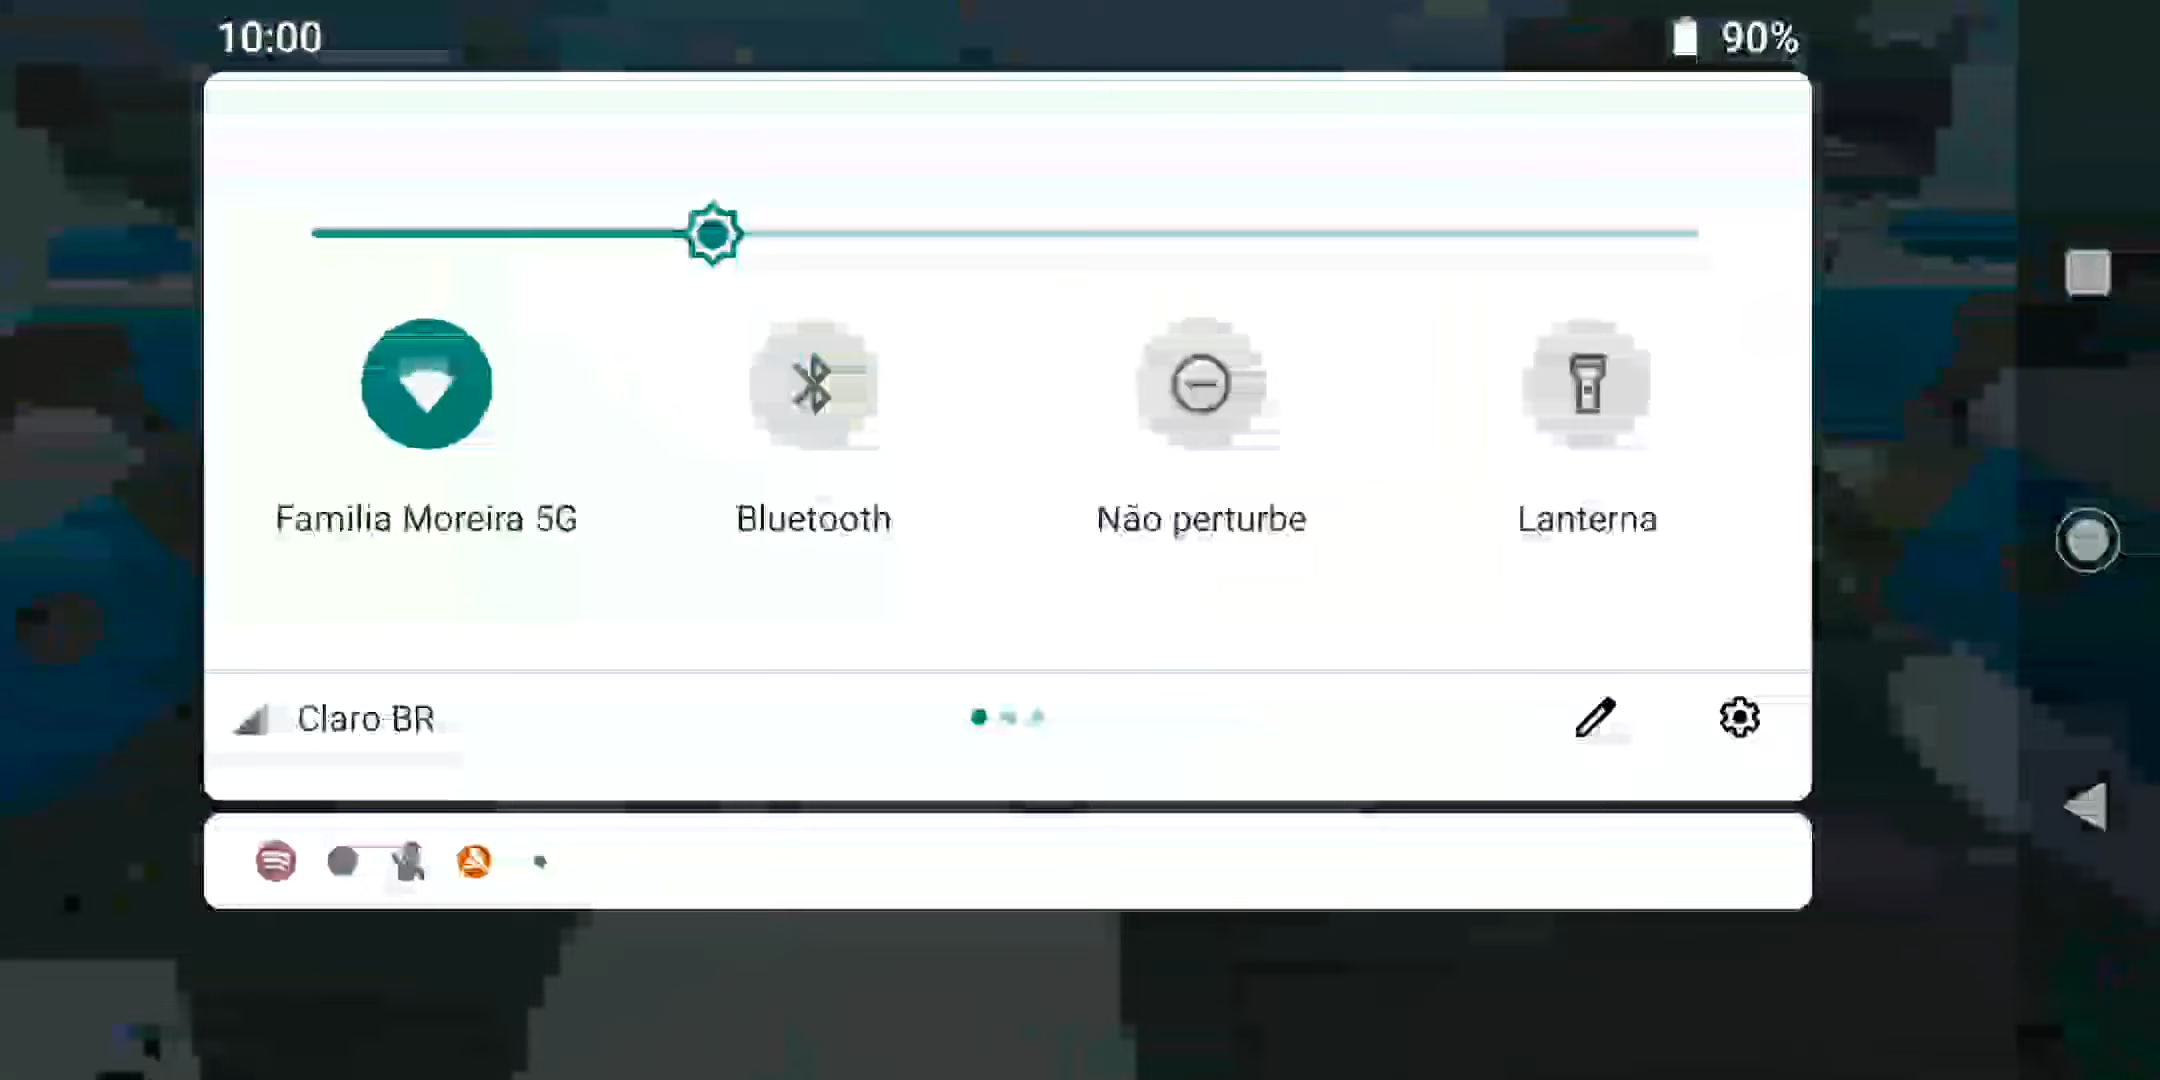 10:00
90%
Familia Moreira 5G
Bluetooth
Não perturbe
Lanterna
Claro BR